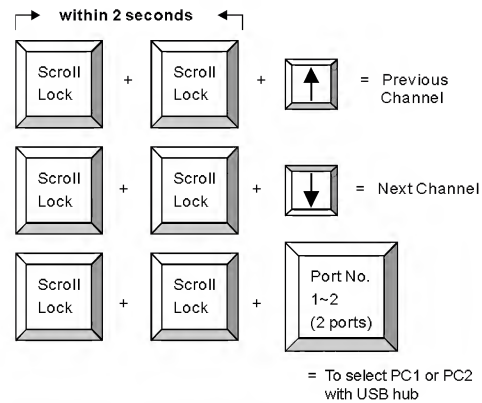 within 2 seconds
Scroll Lock + Scroll Lock + ↑ = Previous Channel
Scroll Lock + Scroll Lock + ↓ = Next Channel
Scroll Lock + Scroll Lock + Port No. 1~2 (2 ports)
= To select PC1 or PC2
with USB hub